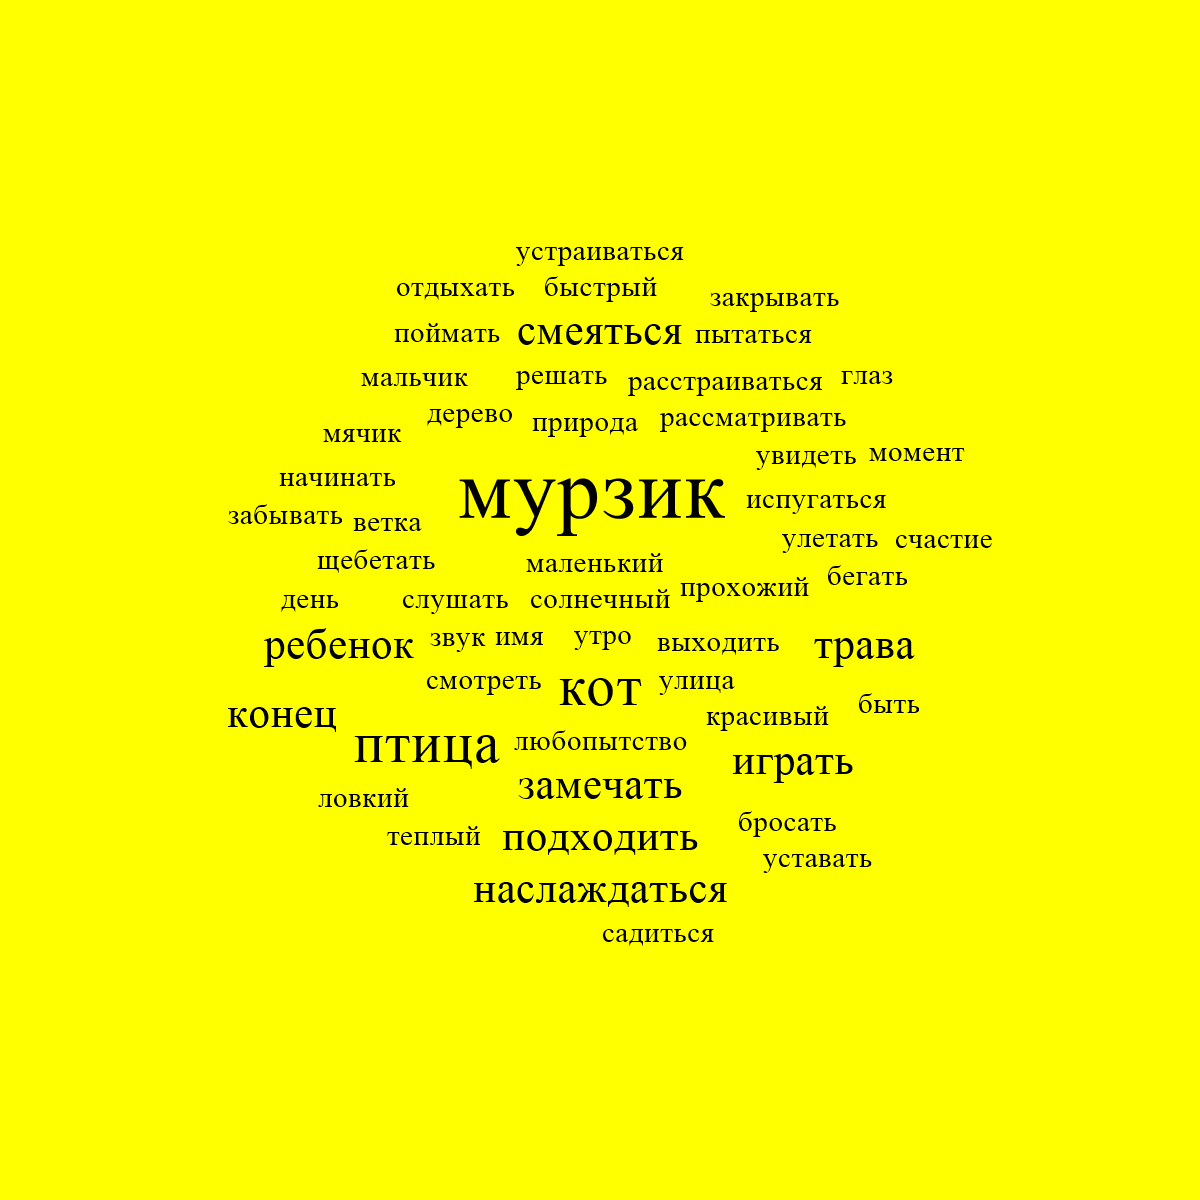 устраиваться
отдыхать быстрый закрывать
поймать смеяться пытаться
мальчик решать расстраиваться глаз
дерево природа рассматривать
мячик
увидеть момент
начинать мурзик испугаться
забывать ветка
улетать счастие
щебетать маленький
прохожий бегать
день слушать солнечный
ребенок звук имя утро выходить трава
смотреть кот улица
конец красивый быть
птица любопытство играть
ловкий замечать
теплый подходить бросать
уставать
наслаждаться
садиться